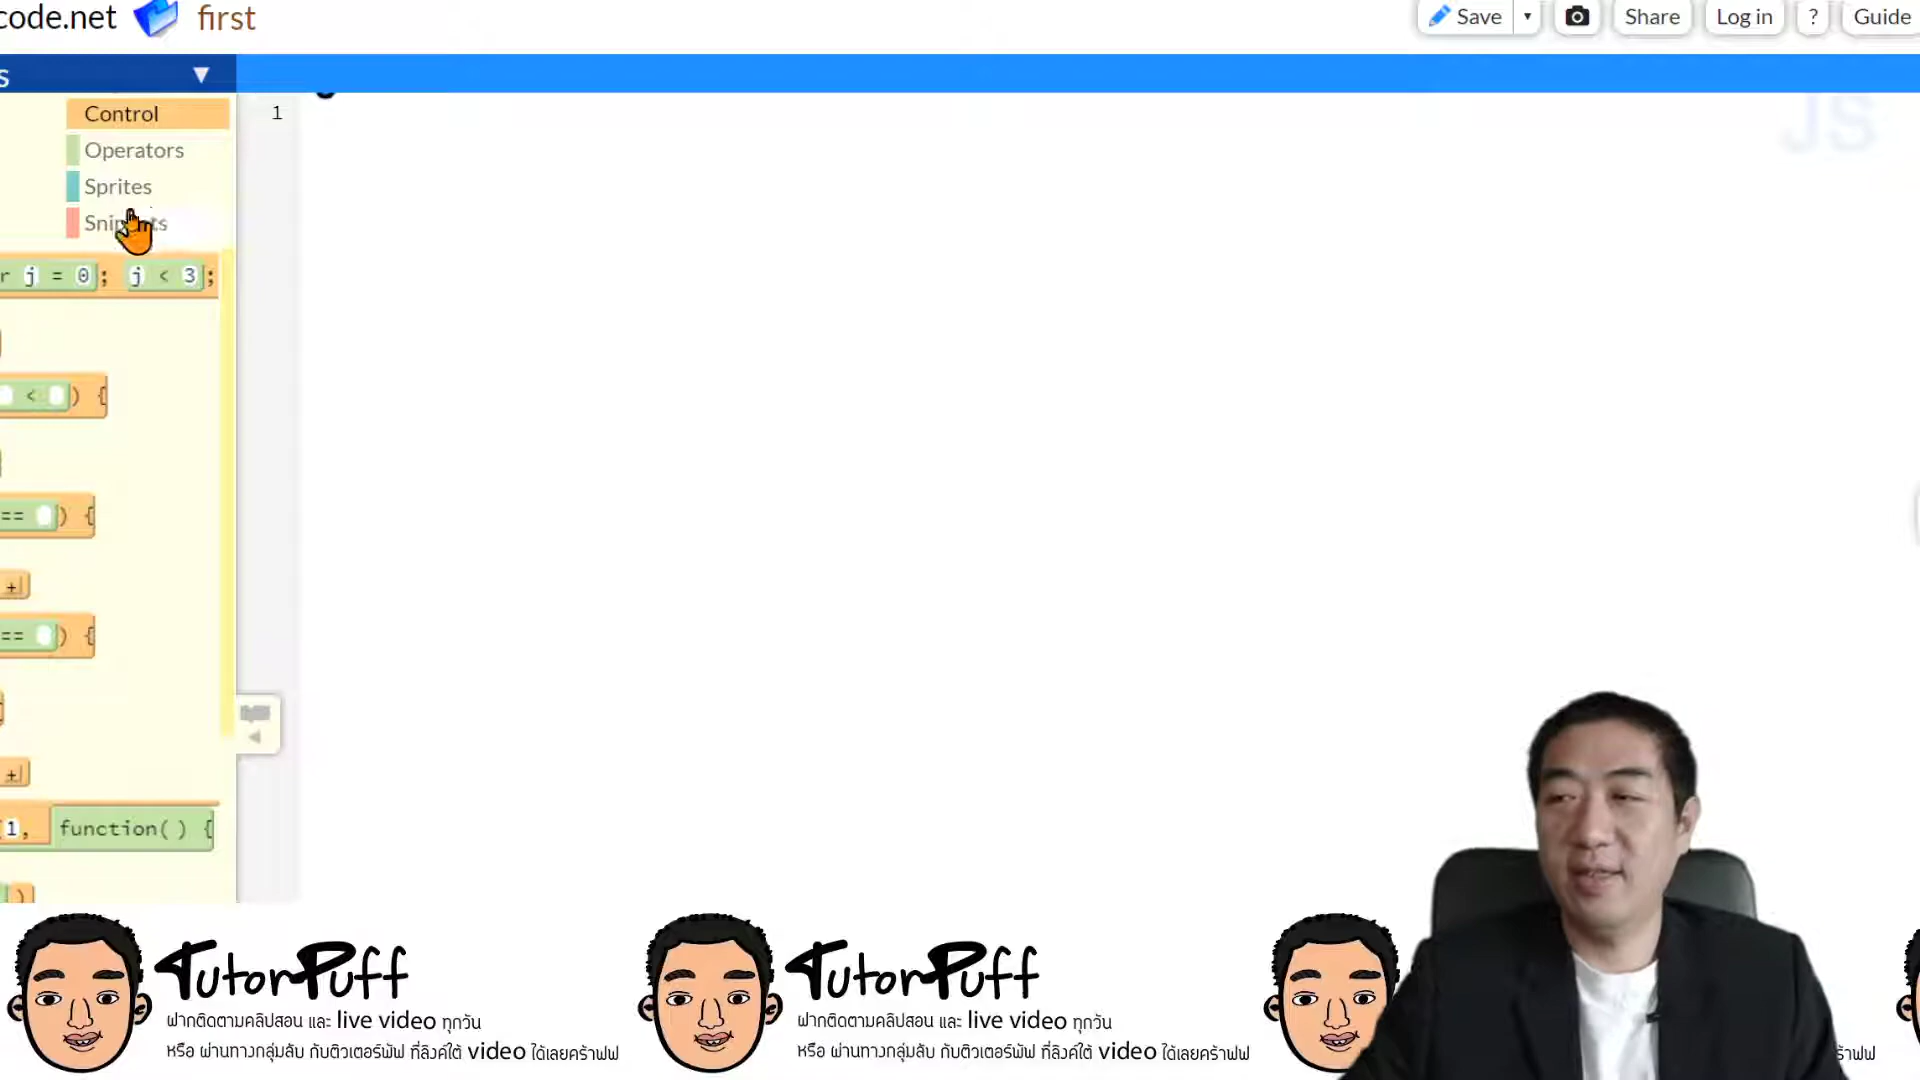 code.net first Save ▼ Share Log in ? Guide
s ▼
Control
1
JS
Operators
Sprites
r j = 0; j < 3;
< ) {
== ) {
+
== ) {
+
1, function() {
)
TutorPuff
ฝากติดตามคลิปสอน และ live video ทุกวัน
หรือ ผ่านทางกลุ่มลับ กับติวเตอร์พัฟ ที่ลิงค์ใต้ video ได้เลยคร้าฟฟ
TutorPuff
ฝากติดตามคลิปสอน และ live video ทุกวัน
หรือ ผ่านทางกลุ่มลับ กับติวเตอร์พัฟ ที่ลิงค์ใต้ video ได้เลยคร้าฟฟ
ร้าฟฟ